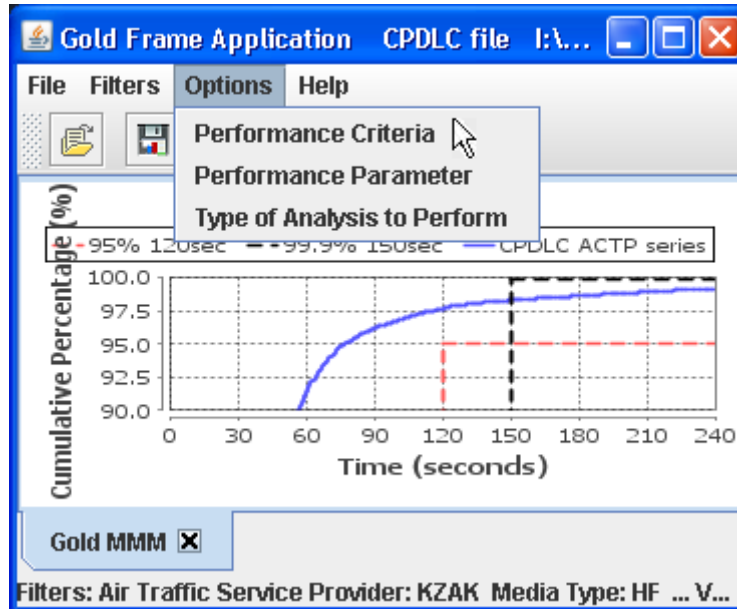 Gold Frame Application CPDLC file I:\...
File Filters Options Help
Performance Criteria
Performance Parameter
Type of Analysis to Perform
95% 120sec 99.9% 150sec CPDLC ACTP series
Cumulative Percentage (%)
100.0
97.5
95.0
92.5
90.0
0 30 60 90 120 150 180 210 240
Time (seconds)
Gold MMM
Filters: Air Traffic Service Provider: KZAK Media Type: HF ... V...